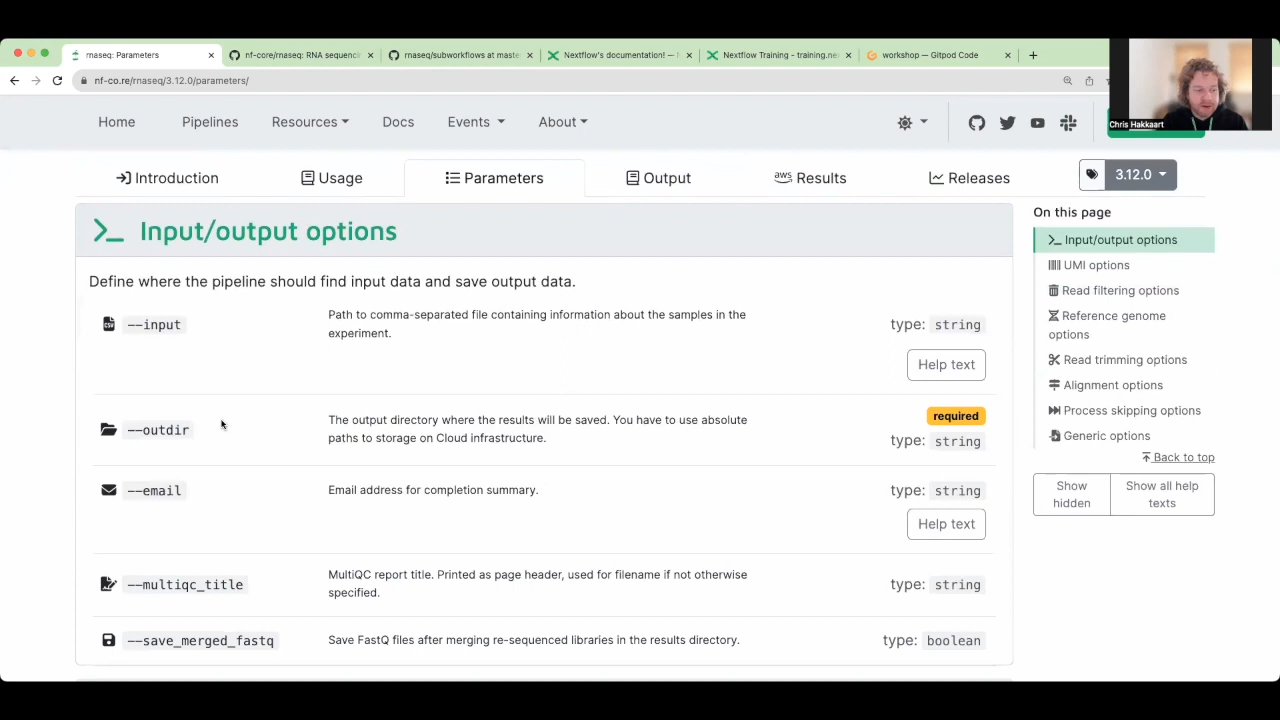 rnaseq: Parameters
nf-core/rnaseq: RNA sequenci
rnaseq/subworkflows at maste
Nextflow's documentation! —
Nextflow Training - training.ne
workshop — Gitpod Code
nf-co.re/rnaseq/3.12.0/parameters/
Chris Hakkaart
Home
Pipelines
Resources
Docs
Events
About
Introduction
Usage
Parameters
Output
aws Results
Releases
3.12.0
Input/output options
Define where the pipeline should find input data and save output data.
--input
Path to comma-separated file containing information about the samples in the
experiment.
type: string
Help text
--outdir
The output directory where the results will be saved. You have to use absolute
paths to storage on Cloud infrastructure.
required
type: string
--email
Email address for completion summary.
type: string
Help text
--multiqc_title
MultiQC report title. Printed as page header, used for filename if not otherwise
specified.
type: string
--save_merged_fastq
Save FastQ files after merging re-sequenced libraries in the results directory.
type: boolean
On this page
Input/output options
UMI options
Read filtering options
Reference genome
options
Read trimming options
Alignment options
Process skipping options
Generic options
Back to top
Show
hidden
Show all help
texts